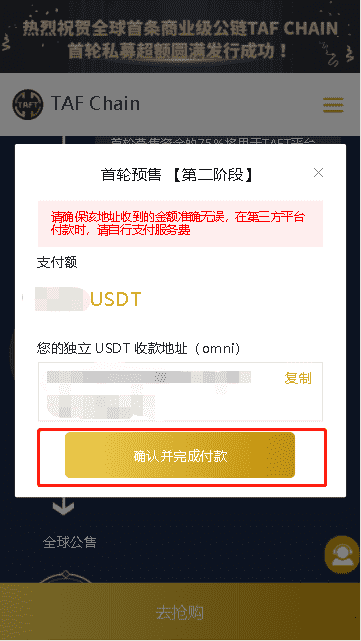 热烈祝贺全球首条商业级公链TAF CHAIN
首轮私募超额圆满发行成功！
TAFT
TAF Chain
首轮募集资金的75%将用于TAFT平台
首轮预售 【第二阶段】
请确保该地址收到的金额准确无误，在第三方平台
付款时，请自行支付服务费
支付额
USDT
您的独立 USDT 收款地址（omni）
复制
确认并完成付款
全球公售
去抢购